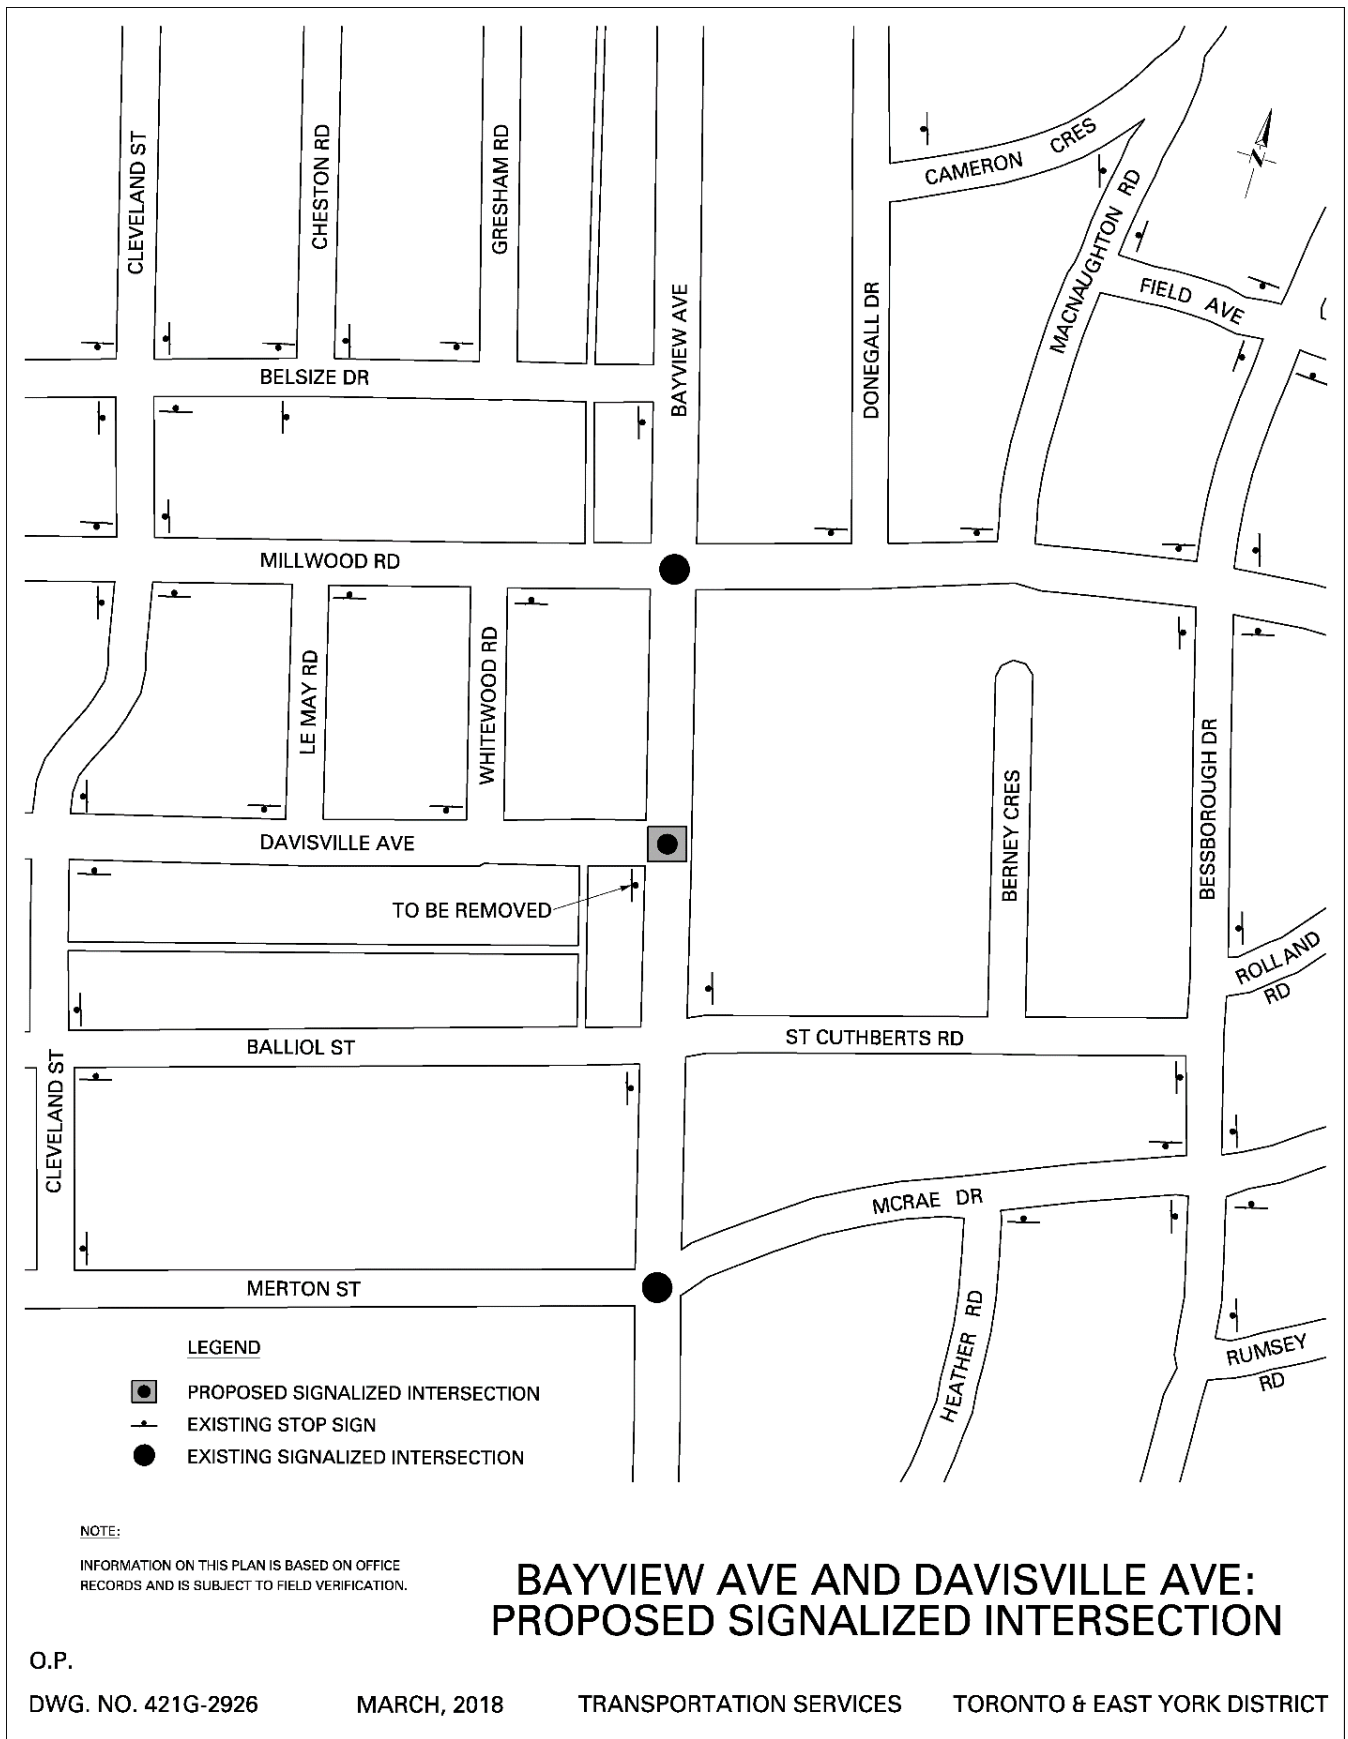 CLEVELAND ST
CHESTON RD
GRESHAM RD
BAYVIEW AVE
DONEGALL DR
CAMERON CRES
MACNAUGHTON RD
N
FIELD AVE
BELSIZE DR
MILLWOOD RD
LE MAY RD
WHITEWOOD RD
BERNEY CRES
BESSBOROUGH DR
DAVISVILLE AVE
TO BE REMOVED
ROLLAND
RD
BALLIOL ST
ST CUTHBERTS RD
CLEVELAND ST
MCRAE DR
MERTON ST
HEATHER RD
RUMSEY
RD
LEGEND
PROPOSED SIGNALIZED INTERSECTION
EXISTING STOP SIGN
EXISTING SIGNALIZED INTERSECTION
NOTE:
INFORMATION ON THIS PLAN IS BASED ON OFFICE
RECORDS AND IS SUBJECT TO FIELD VERIFICATION.
BAYVIEW AVE AND DAVISVILLE AVE:
PROPOSED SIGNALIZED INTERSECTION
O.P.
DWG. NO. 421G-2926 MARCH, 2018 TRANSPORTATION SERVICES TORONTO & EAST YORK DISTRICT